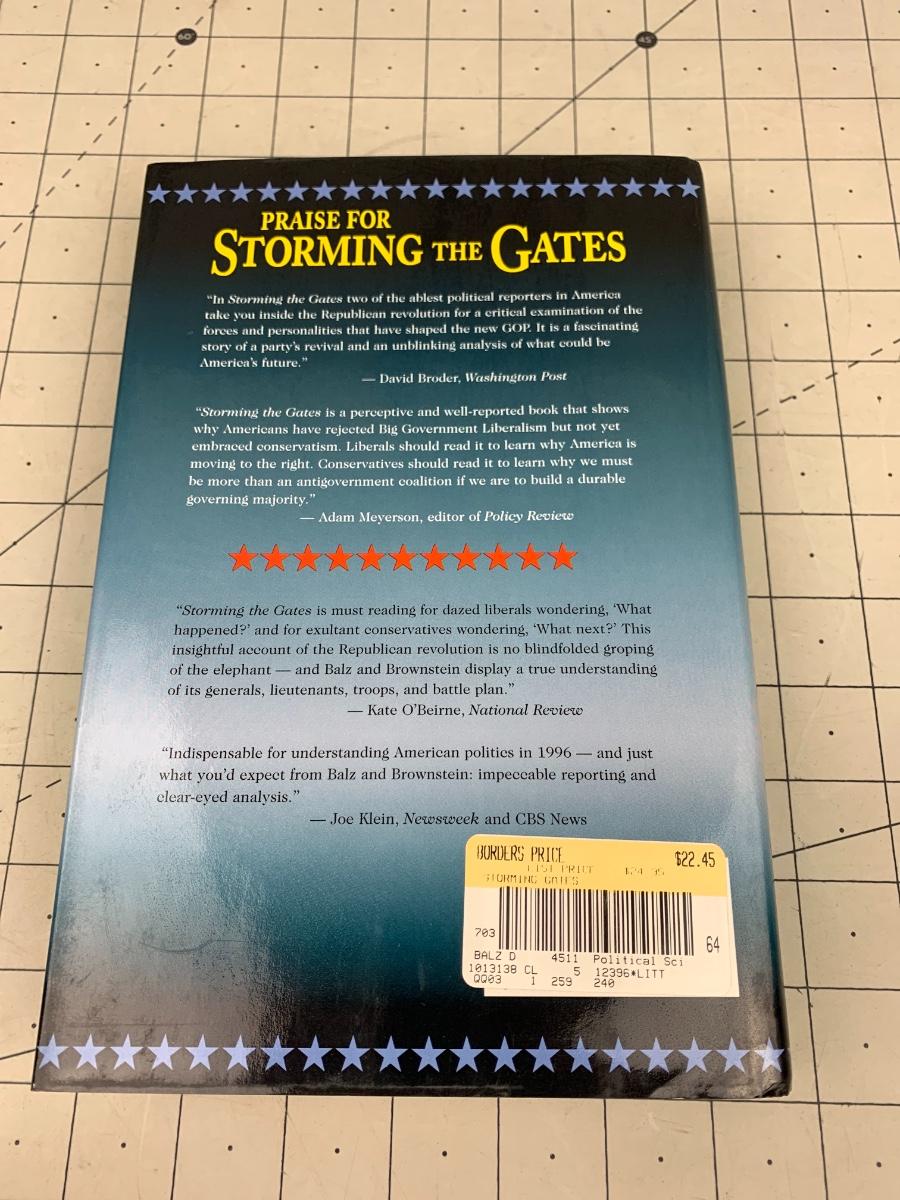 60°
45°
PRAISE FOR
STORMING THE GATES
“In Storming the Gates two of the ablest political reporters in America
take you inside the Republican revolution for a critical examination of the
forces and personalities that have shaped the new GOP. It is a fascinating
story of a party’s revival and an unblinking analysis of what could be
America’s future.”
— David Broder, Washington Post
“Storming the Gates is a perceptive and well-reported book that shows
why Americans have rejected Big Government Liberalism but not yet
embraced conservatism. Liberals should read it to learn why America is
moving to the right. Conservatives should read it to learn why we must
be more than an antigovernment coalition if we are to build a durable
governing majority.”
— Adam Meyerson, editor of Policy Review
“Storming the Gates is must reading for dazed liberals wondering, ‘What
happened?’ and for exultant conservatives wondering, ‘What next?’ This
insightful account of the Republican revolution is no blindfolded groping
of the elephant — and Balz and Brownstein display a true understanding
of its generals, lieutenants, troops, and battle plan.”
— Kate O’Beirne, National Review
“Indispensable for understanding American politics in 1996 — and just
what you’d expect from Balz and Brownstein: impeccable reporting and
clear-eyed analysis.”
— Joe Klein, Newsweek and CBS News
BORDERS PRICE $22.45
LIST PRICE $24.95
STORMING GATES
703 64
BALZ D 4511 Political Sci
1013138 CL 5 12396*LITT
QQ03 1 259 240